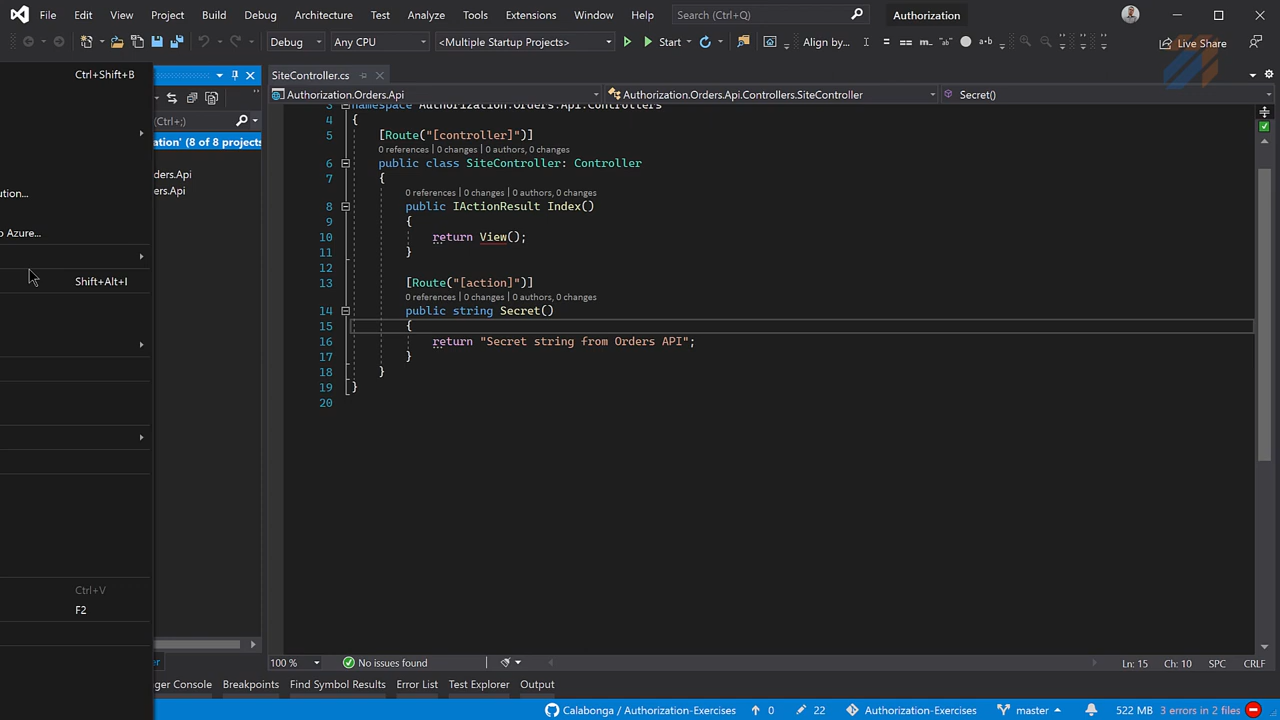 File Edit View Project Build Debug Architecture Test Analyze Tools Extensions Window Help Search (Ctrl+Q) Authorization
Debug Any CPU <Multiple Startup Projects> Start Align by... Live Share
Ctrl+Shift+B
SiteController.cs
Authorization.Orders.Api Authorization.Orders.Api.Controllers.SiteController Secret()
(Ctrl+;)
ation' (8 of 8 projects
ders.Api
ders.Api
ution...
o Azure...
Shift+Alt+I
Ctrl+V
F2
3 namespace Authorization.Orders.Api.Controllers
4 {
5 [Route("[controller]")]
0 references | 0 changes | 0 authors, 0 changes
6 public class SiteController: Controller
7 {
0 references | 0 changes | 0 authors, 0 changes
8 public IActionResult Index()
9 {
10 return View();
11 }
12
13 [Route("[action]")]
0 references | 0 changes | 0 authors, 0 changes
14 public string Secret()
15 {
16 return "Secret string from Orders API";
17 }
18 }
19 }
20
100 % No issues found Ln: 15 Ch: 10 SPC CRLF
ger Console Breakpoints Find Symbol Results Error List Test Explorer Output
Calabonga / Authorization-Exercises 0 22 Authorization-Exercises master 522 MB 3 errors in 2 files